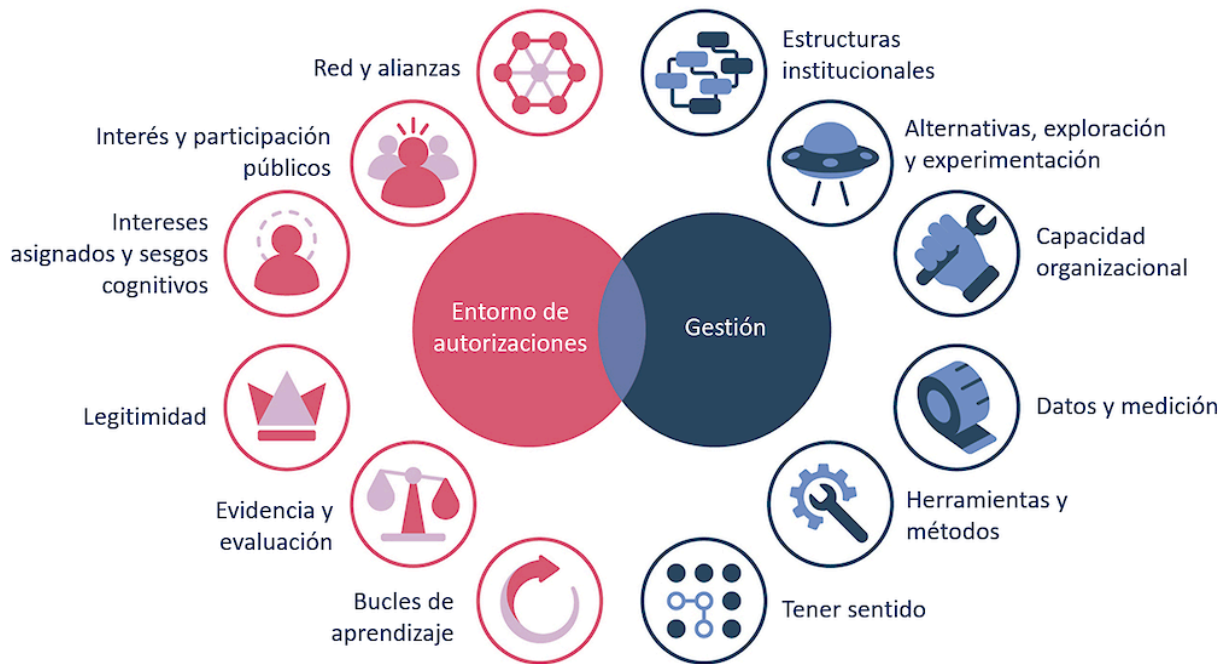 Red y alianzas
Interés y participación
públicos
Intereses
asignados y sesgos
cognitivos
Legitimidad
Evidencia y
evaluación
Bucles de
aprendizaje
Entorno de
autorizaciones
Gestión
Estructuras
institucionales
Alternativas, exploración
y experimentación
Capacidad
organizacional
Datos y medición
Herramientas y
métodos
Tener sentido